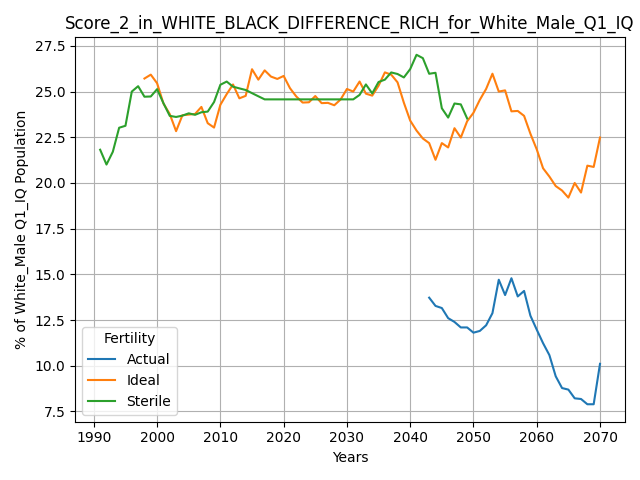 Score_2_in_WHITE_BLACK_DIFFERENCE_RICH_for_White_Male_Q1_IQ
% of White_Male Q1_IQ Population
27.5
25.0
22.5
20.0
17.5
15.0
12.5
10.0
7.5
Fertility
Actual
Ideal
Sterile
1990 2000 2010 2020 2030 2040 2050 2060 2070
Years